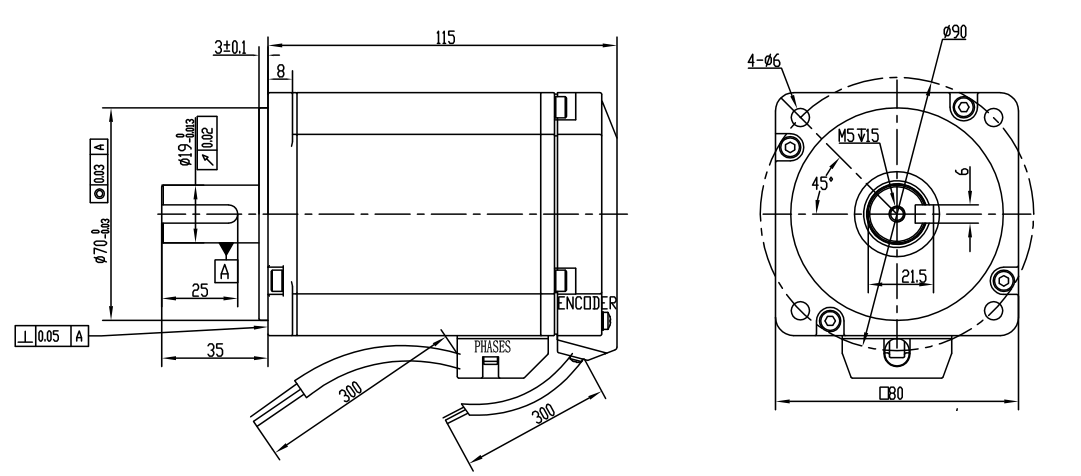 115
3±0.1
8
Ø19 0 -0.013
↗ 0.02
◎ 0.03 A
Ø70 0 -0.03
A
25
⊥ 0.05 A
35
ENCODER
PHASES
300
300
Ø90
4-Ø6
M5↧15
45°
6
21.5
□80